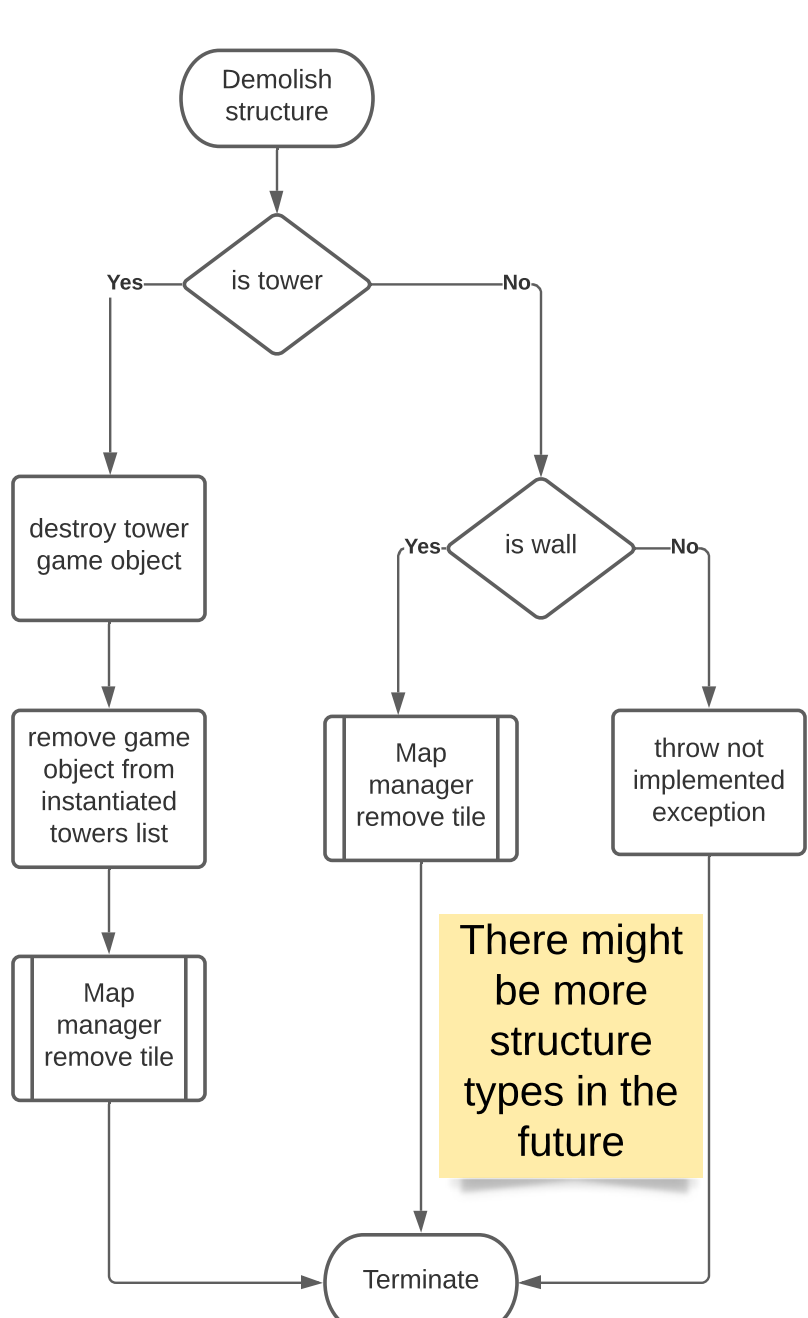 Demolish
structure
is tower
Yes
No
destroy tower
game object
is wall
Yes
No
remove game
object from
instantiated
towers list
Map
manager
remove tile
throw not
implemented
exception
Map
manager
remove tile
There might
be more
structure
types in the
future
Terminate